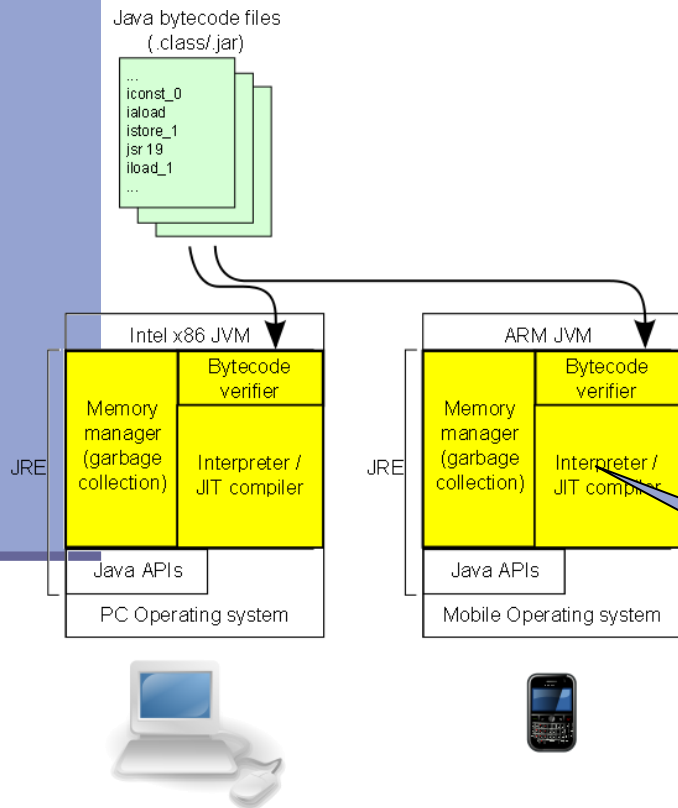 Java bytecode files
(.class/.jar)
...
iconst_0
iaload
istore_1
jsr 19
iload_1
...
Intel x86 JVM
Bytecode
verifier
Memory
manager
(garbage
collection)
Interpreter /
JIT compiler
JRE
Java APIs
PC Operating system
ARM JVM
Bytecode
verifier
Memory
manager
(garbage
collection)
Interpreter /
JIT compiler
JRE
Java APIs
Mobile Operating system